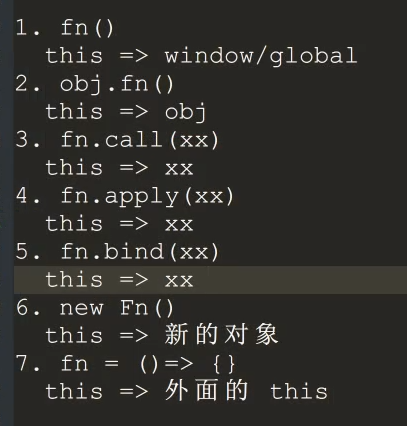 1. fn()
this => window/global
2. obj.fn()
this => obj
3. fn.call(xx)
this => xx
4. fn.apply(xx)
this => xx
5. fn.bind(xx)
this => xx
6. new Fn()
this => 新的对象
7. fn = ()=> {}
this => 外面的 this